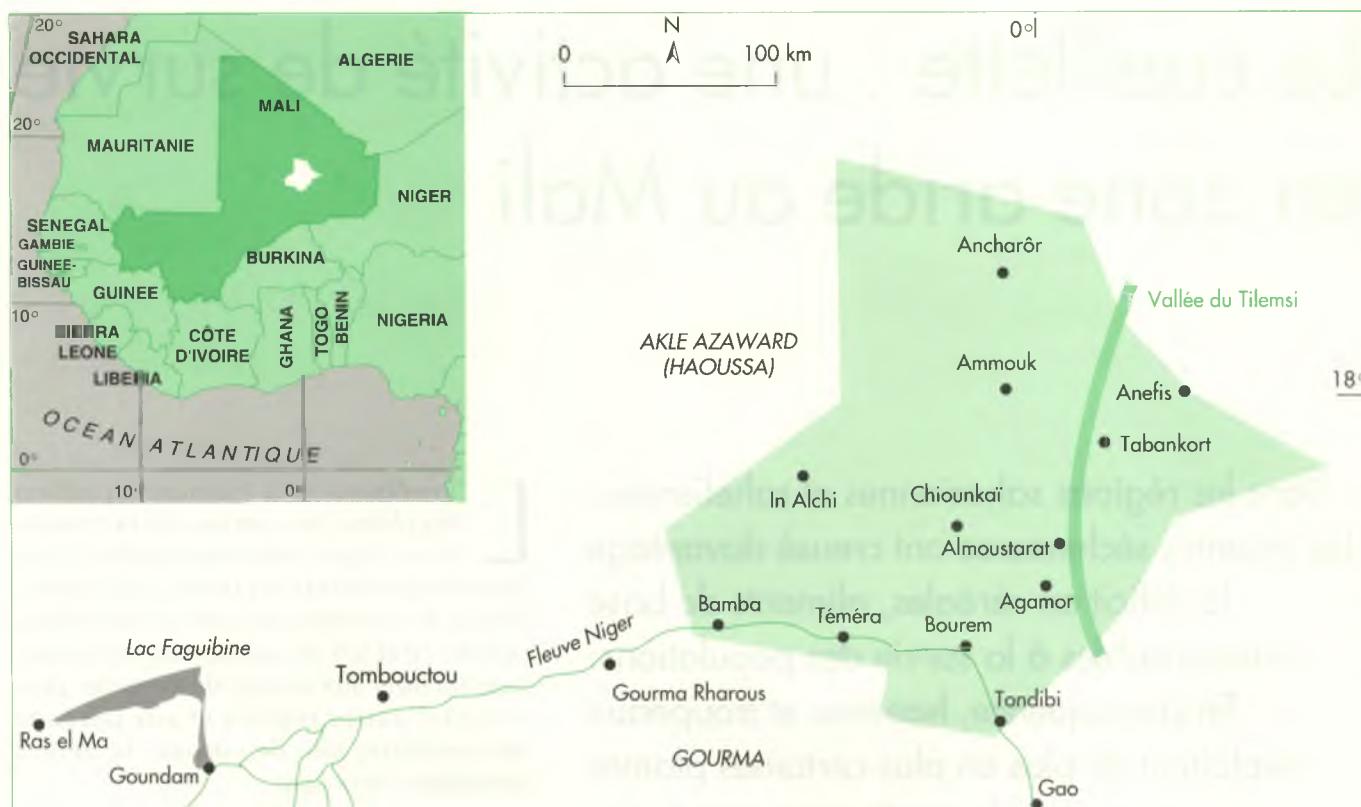 20°
SAHARA
OCCIDENTAL
ALGERIE
MALI
20°
MAURITANIE
NIGER
SENEGAL
GAMBIE
GUINEE-
BISSAU
BURKINA
GUINEE
10°
CÔTE
D'IVOIRE
GHANA
TOGO
BENIN
NIGERIA
LEONE
LIBERIA
OCEAN ATLANTIQUE
0°
10°
0°
N
0 100 km
0°
Ancharôr
Vallée du Tilemsi
AKLE AZAWARD
(HAOUSSA)
Ammouk
18°
Anefis
Tabankort
In Alchi
Chiounkaï
Almoustarat
Agamor
Bamba
Téméra
Bourem
Fleuve Niger
Lac Faguibine
Tombouctou
Gourma Rharous
Tondibi
Ras el Ma
Goundam
GOURMA
Gao